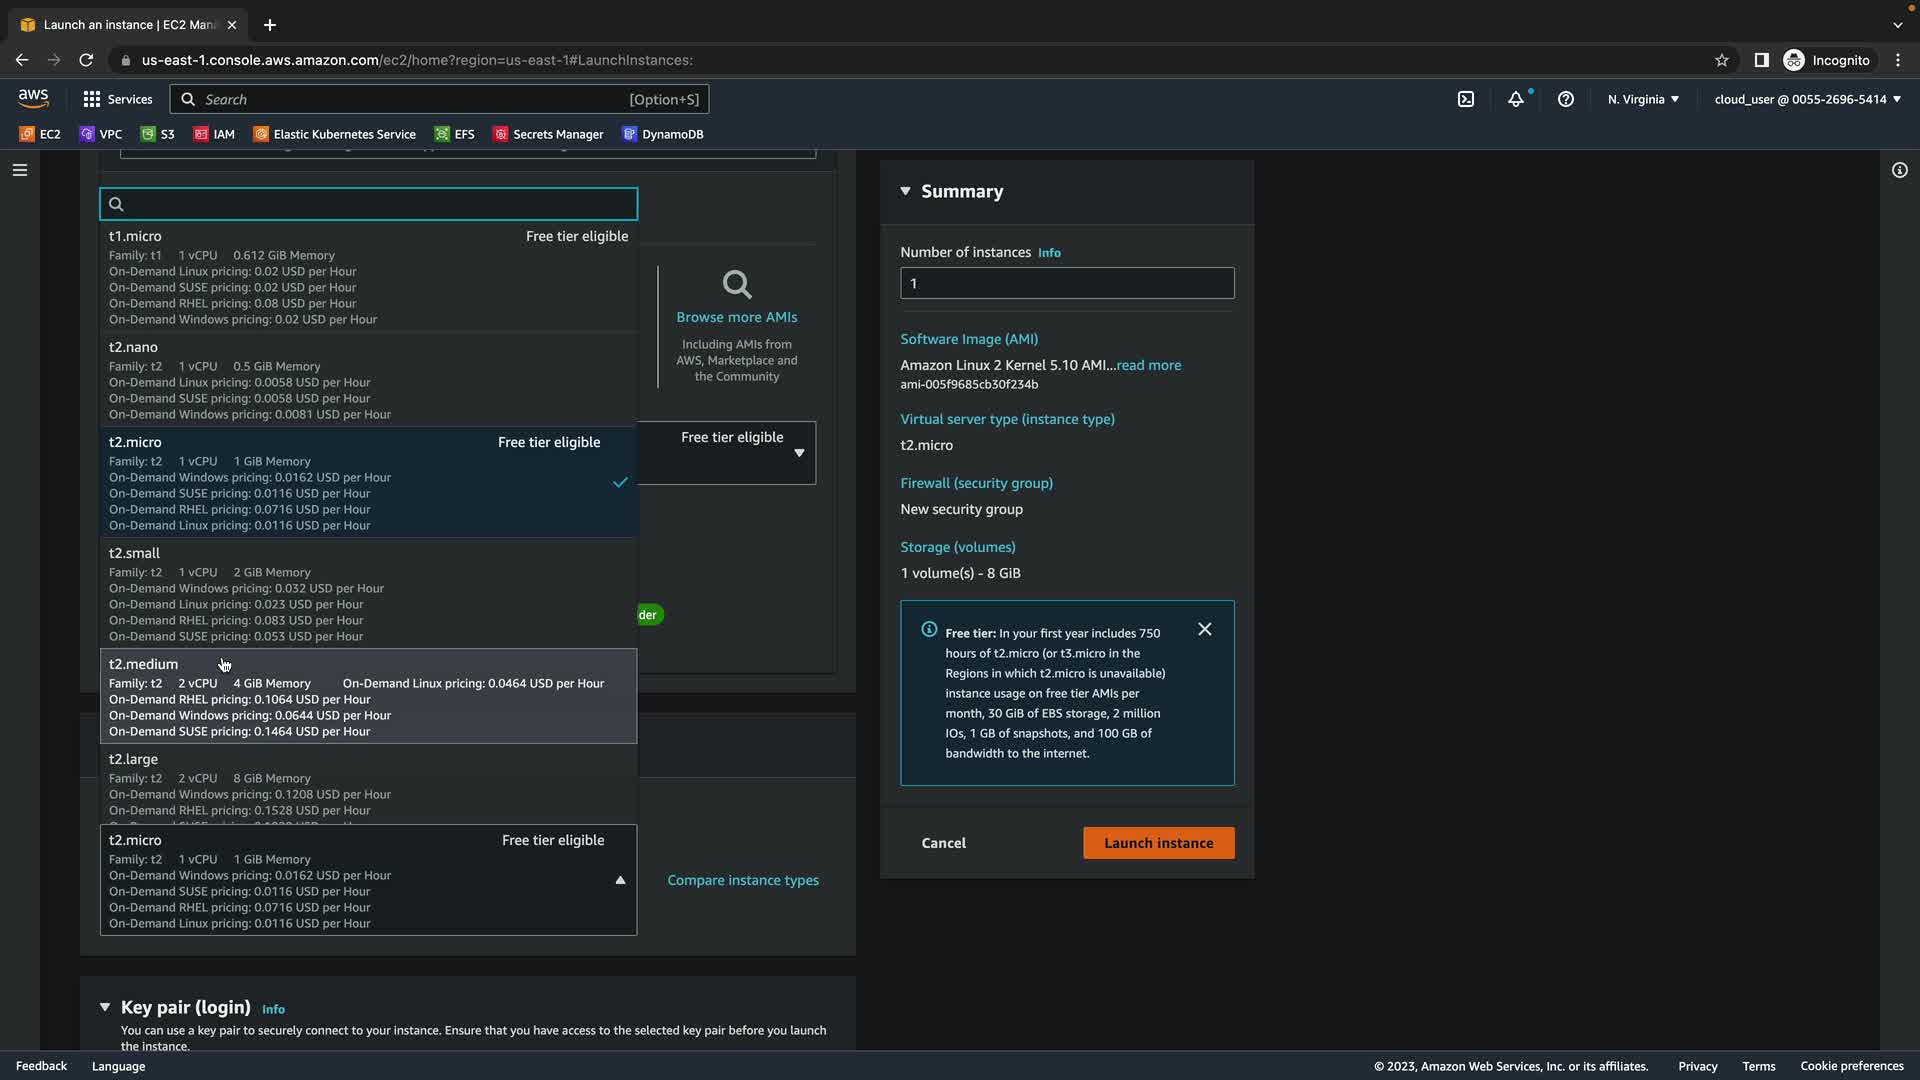 Launch an instance | EC2 Man
us-east-1.console.aws.amazon.com/ec2/home?region=us-east-1#LaunchInstances:
Incognito
aws
Services
Search
[Option+S]
N. Virginia
cloud_user @ 0055-2696-5414
EC2
VPC
S3
IAM
Elastic Kubernetes Service
EFS
Secrets Manager
DynamoDB
t1.micro
Free tier eligible
Family: t1 1 vCPU 0.612 GiB Memory
On-Demand Linux pricing: 0.02 USD per Hour
On-Demand SUSE pricing: 0.02 USD per Hour
On-Demand RHEL pricing: 0.08 USD per Hour
On-Demand Windows pricing: 0.02 USD per Hour
t2.nano
Family: t2 1 vCPU 0.5 GiB Memory
On-Demand Linux pricing: 0.0058 USD per Hour
On-Demand SUSE pricing: 0.0058 USD per Hour
On-Demand Windows pricing: 0.0081 USD per Hour
t2.micro
Free tier eligible
Family: t2 1 vCPU 1 GiB Memory
On-Demand Windows pricing: 0.0162 USD per Hour
On-Demand SUSE pricing: 0.0116 USD per Hour
On-Demand RHEL pricing: 0.0716 USD per Hour
On-Demand Linux pricing: 0.0116 USD per Hour
t2.small
Family: t2 1 vCPU 2 GiB Memory
On-Demand Windows pricing: 0.032 USD per Hour
On-Demand Linux pricing: 0.023 USD per Hour
On-Demand RHEL pricing: 0.083 USD per Hour
On-Demand SUSE pricing: 0.053 USD per Hour
t2.medium
Family: t2 2 vCPU 4 GiB Memory On-Demand Linux pricing: 0.0464 USD per Hour
On-Demand RHEL pricing: 0.1064 USD per Hour
On-Demand Windows pricing: 0.0644 USD per Hour
On-Demand SUSE pricing: 0.1464 USD per Hour
t2.large
Family: t2 2 vCPU 8 GiB Memory
On-Demand Windows pricing: 0.1208 USD per Hour
On-Demand RHEL pricing: 0.1528 USD per Hour
t2.micro
Free tier eligible
Family: t2 1 vCPU 1 GiB Memory
On-Demand Windows pricing: 0.0162 USD per Hour
On-Demand SUSE pricing: 0.0116 USD per Hour
On-Demand RHEL pricing: 0.0716 USD per Hour
On-Demand Linux pricing: 0.0116 USD per Hour
Browse more AMIs
Including AMIs from
AWS, Marketplace and
the Community
Free tier eligible
der
Compare instance types
Key pair (login) Info
You can use a key pair to securely connect to your instance. Ensure that you have access to the selected key pair before you launch
the instance.
Summary
Number of instances Info
1
Software Image (AMI)
Amazon Linux 2 Kernel 5.10 AMI...read more
ami-005f9685cb30f234b
Virtual server type (instance type)
t2.micro
Firewall (security group)
New security group
Storage (volumes)
1 volume(s) - 8 GiB
Free tier: In your first year includes 750
hours of t2.micro (or t3.micro in the
Regions in which t2.micro is unavailable)
instance usage on free tier AMIs per
month, 30 GiB of EBS storage, 2 million
IOs, 1 GB of snapshots, and 100 GB of
bandwidth to the internet.
Cancel
Launch instance
Feedback
Language
© 2023, Amazon Web Services, Inc. or its affiliates.
Privacy
Terms
Cookie preferences